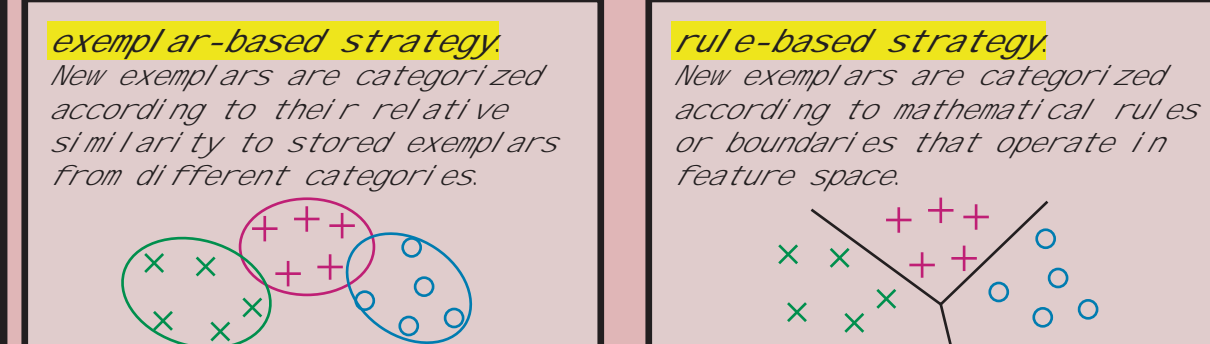 exemplar-based strategy.
New exemplars are categorized
according to their relative
similarity to stored exemplars
from different categories.
rule-based strategy.
New exemplars are categorized
according to mathematical rules
or boundaries that operate in
feature space.